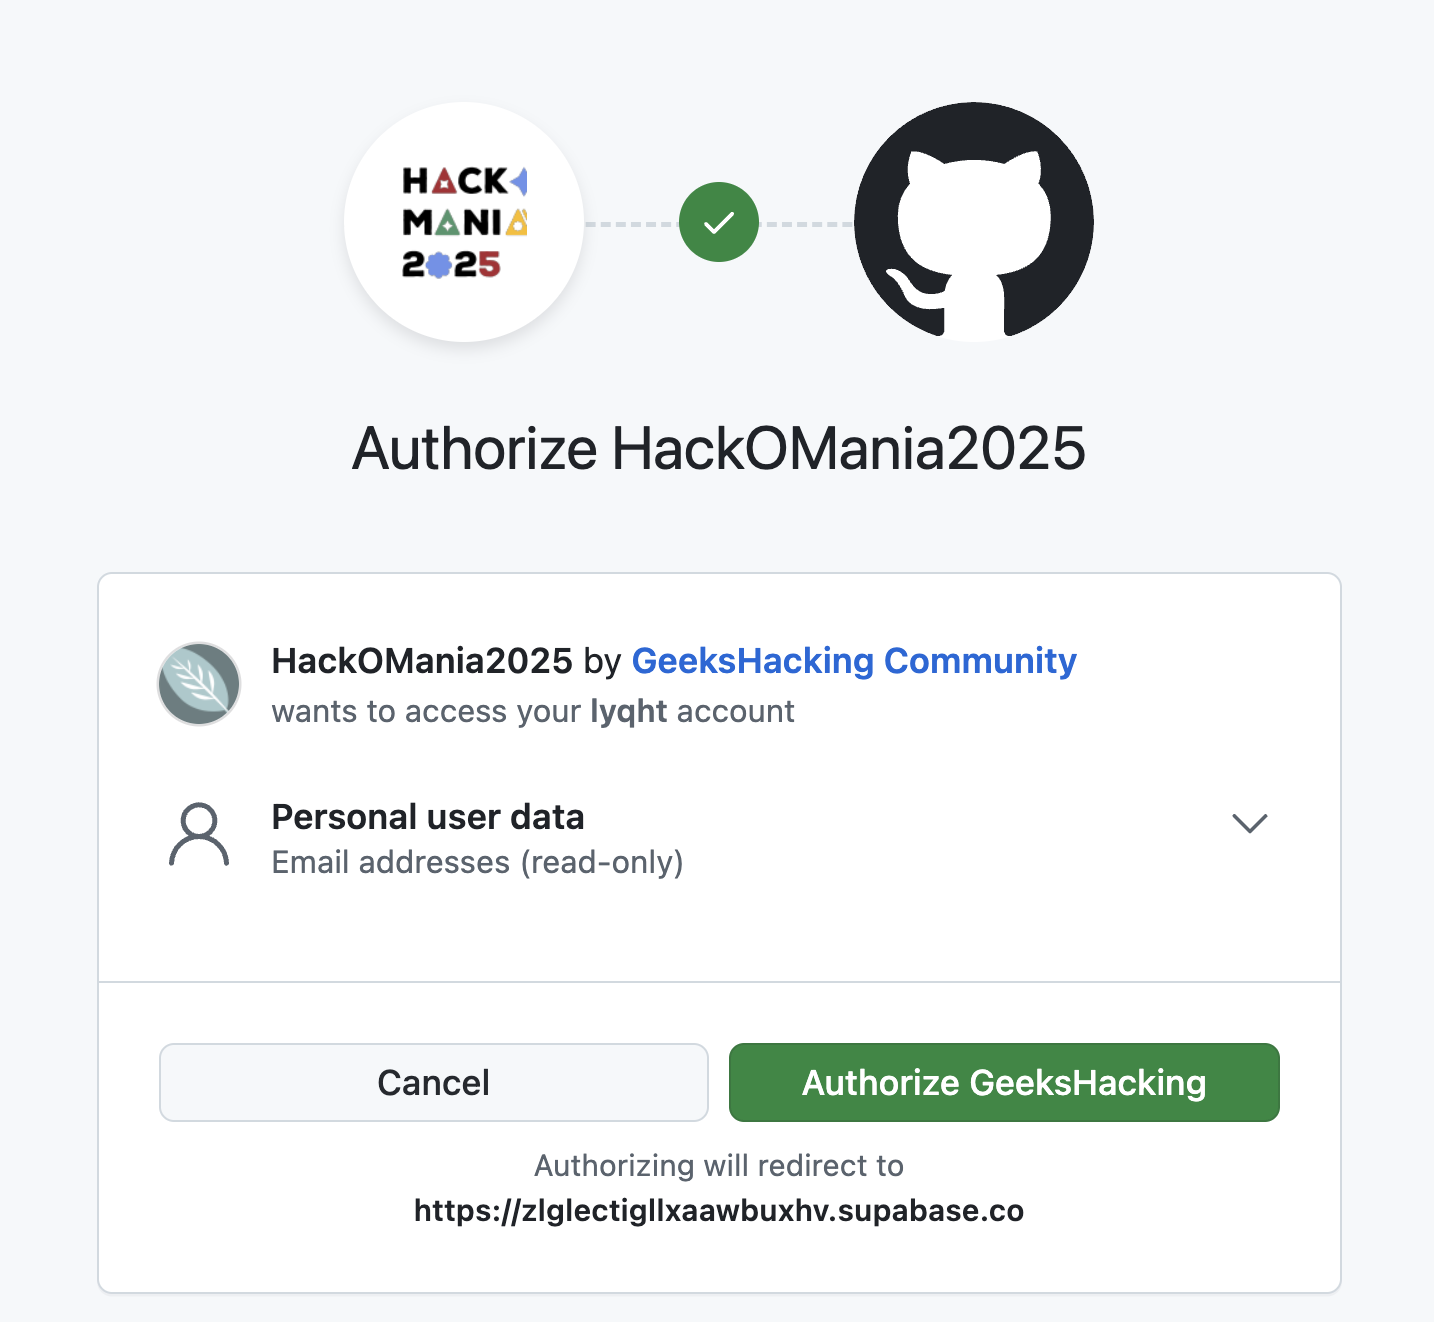 HACK
MANIA
2025
Authorize HackOMania2025
HackOMania2025 by GeeksHacking Community
wants to access your lyqht account
Personal user data
Email addresses (read-only)
Cancel
Authorize GeeksHacking
Authorizing will redirect to
https://zlglectigllxaawbuxhv.supabase.co